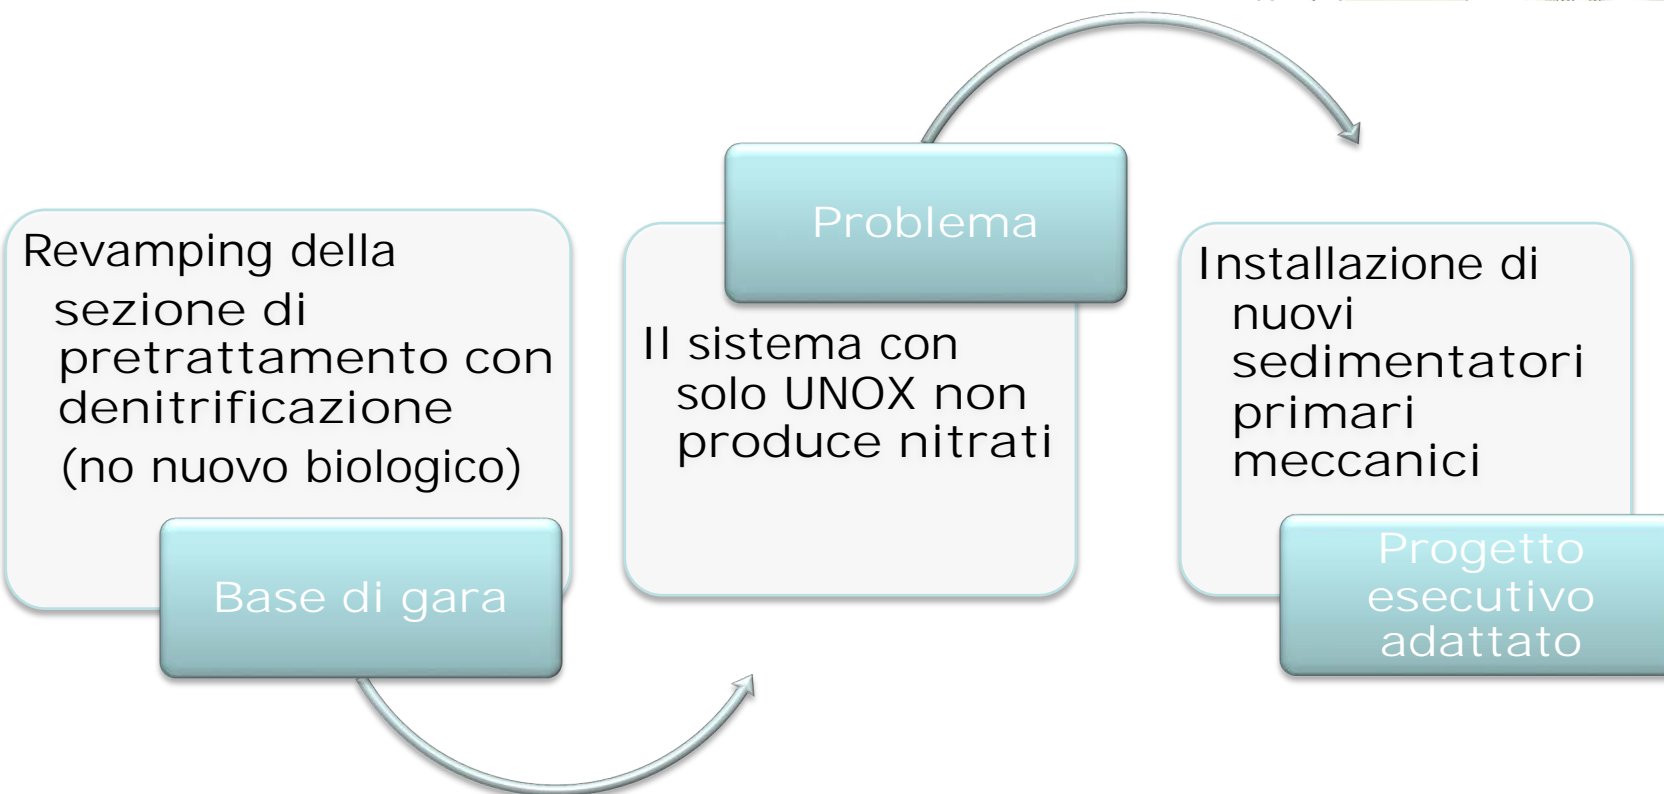 Revamping della
sezione di
pretrattamento con
denitrificazione
(no nuovo biologico)
Base di gara
Problema
Il sistema con
solo UNOX non
produce nitrati
Installazione di
nuovi
sedimentatori
primari
meccanici
Progetto
esecutivo
adattato